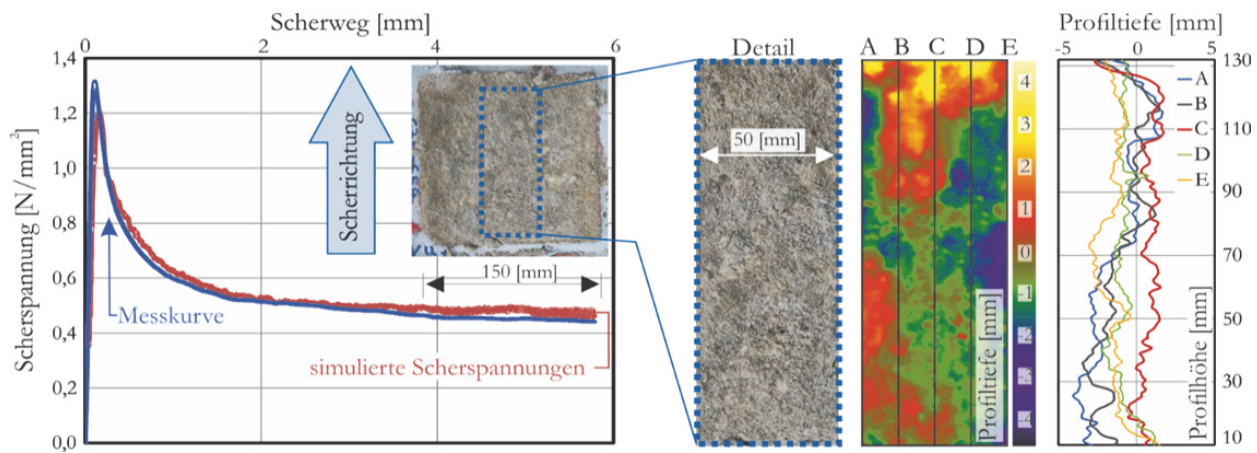 Scherweg [mm]
0
2
4
6
1,4
1,2
1,0
0,8
0,6
0,4
0,2
0,0
Scherspannung [N/mm²]
Scherrichtung
150 [mm]
Messkurve
simulierte Scherspannungen
Detail
50 [mm]
A B C D E
4
3
2
1
0
-1
Profiltiefe [mm]
Profiltiefe [mm]
-5
0
5
A
B
C
D
E
130
110
90
70
50
30
10
Profilhöhe [mm]